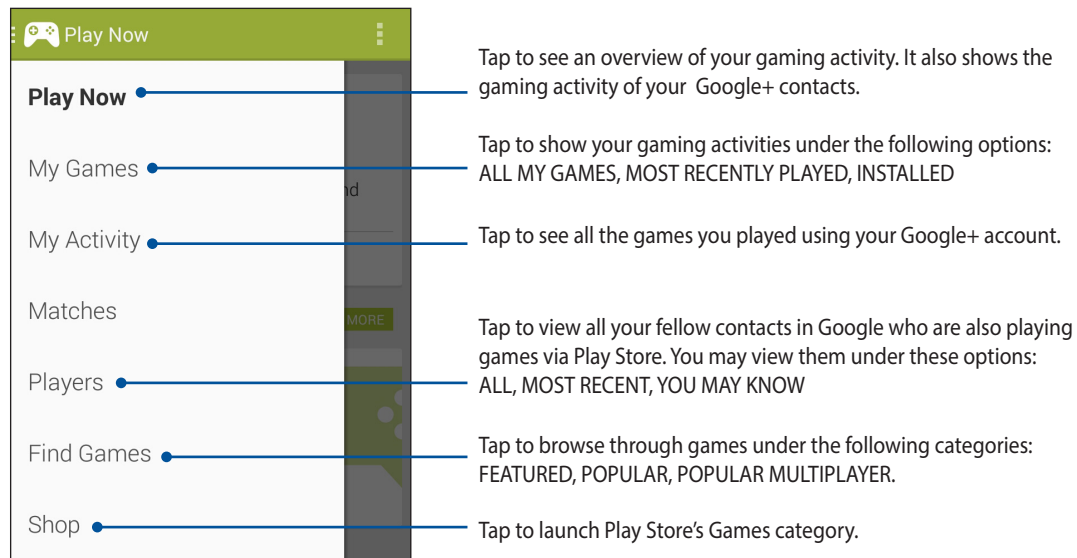 Play Now
Play Now
My Games
My Activity
Matches
Players
Find Games
Shop
nd
MORE
Tap to see an overview of your gaming activity. It also shows the
gaming activity of your Google+ contacts.
Tap to show your gaming activities under the following options:
ALL MY GAMES, MOST RECENTLY PLAYED, INSTALLED
Tap to see all the games you played using your Google+ account.
Tap to view all your fellow contacts in Google who are also playing
games via Play Store. You may view them under these options:
ALL, MOST RECENT, YOU MAY KNOW
Tap to browse through games under the following categories:
FEATURED, POPULAR, POPULAR MULTIPLAYER.
Tap to launch Play Store’s Games category.